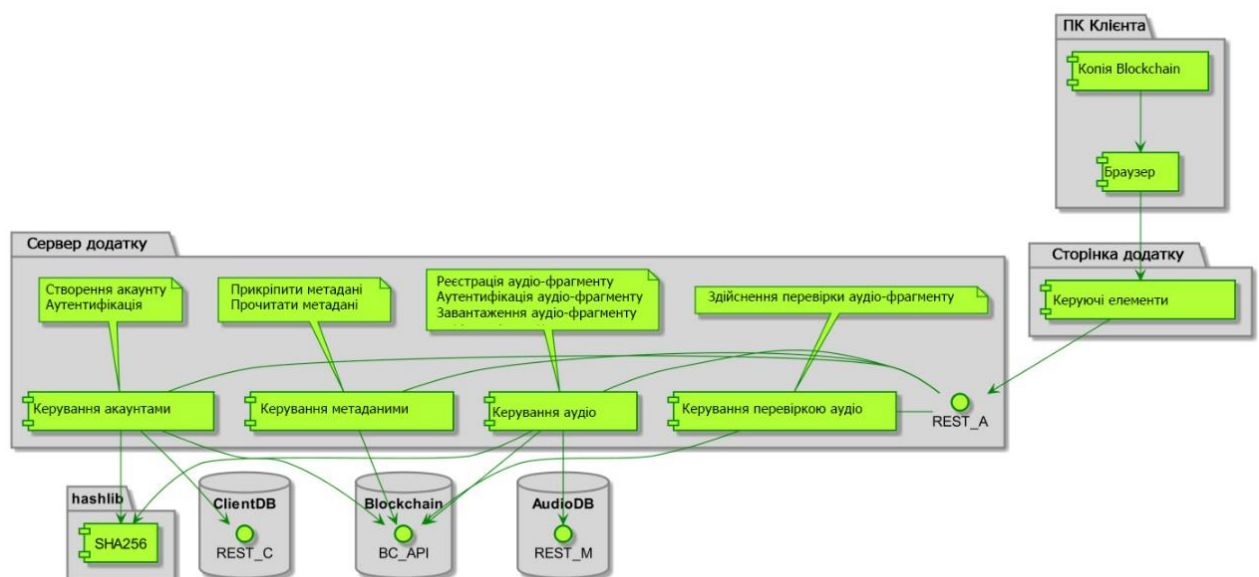 ПК Клієнта
Копія Blockchain
Браузер
Сторінка додатку
Керуючі елементи
Сервер додатку
Створення акаунту
Аутентифікація
Прикріпити метадані
Прочитати метадані
Реєстрація аудіо-фрагменту
Аутентифікація аудіо-фрагменту
Завантаження аудіо-фрагменту
Здійснення перевірки аудіо-фрагменту
Керування акаунтами
Керування метаданими
Керування аудіо
Керування перевіркою аудіо
REST_A
hashlib
SHA256
ClientDB
REST_C
Blockchain
BC_API
AudioDB
REST_M